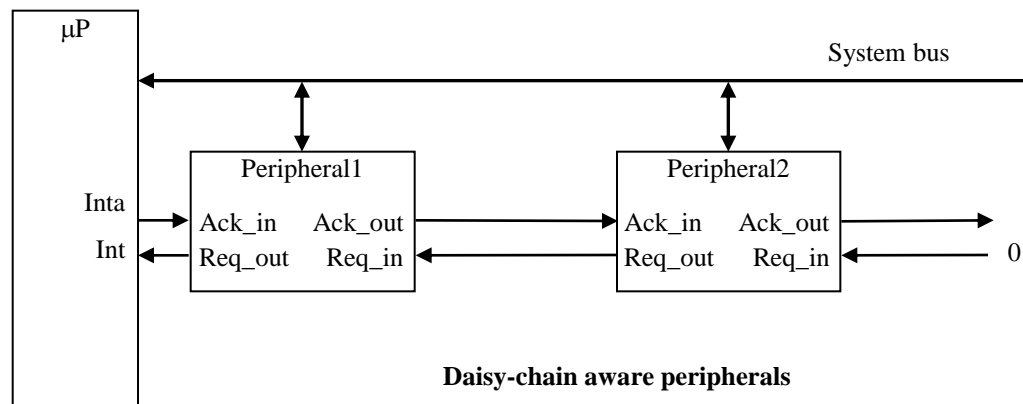 μP
System bus
Peripheral1 Peripheral2
Inta Ack_in Ack_out Ack_in Ack_out
Int Req_out Req_in Req_out Req_in 0
Daisy-chain aware peripherals